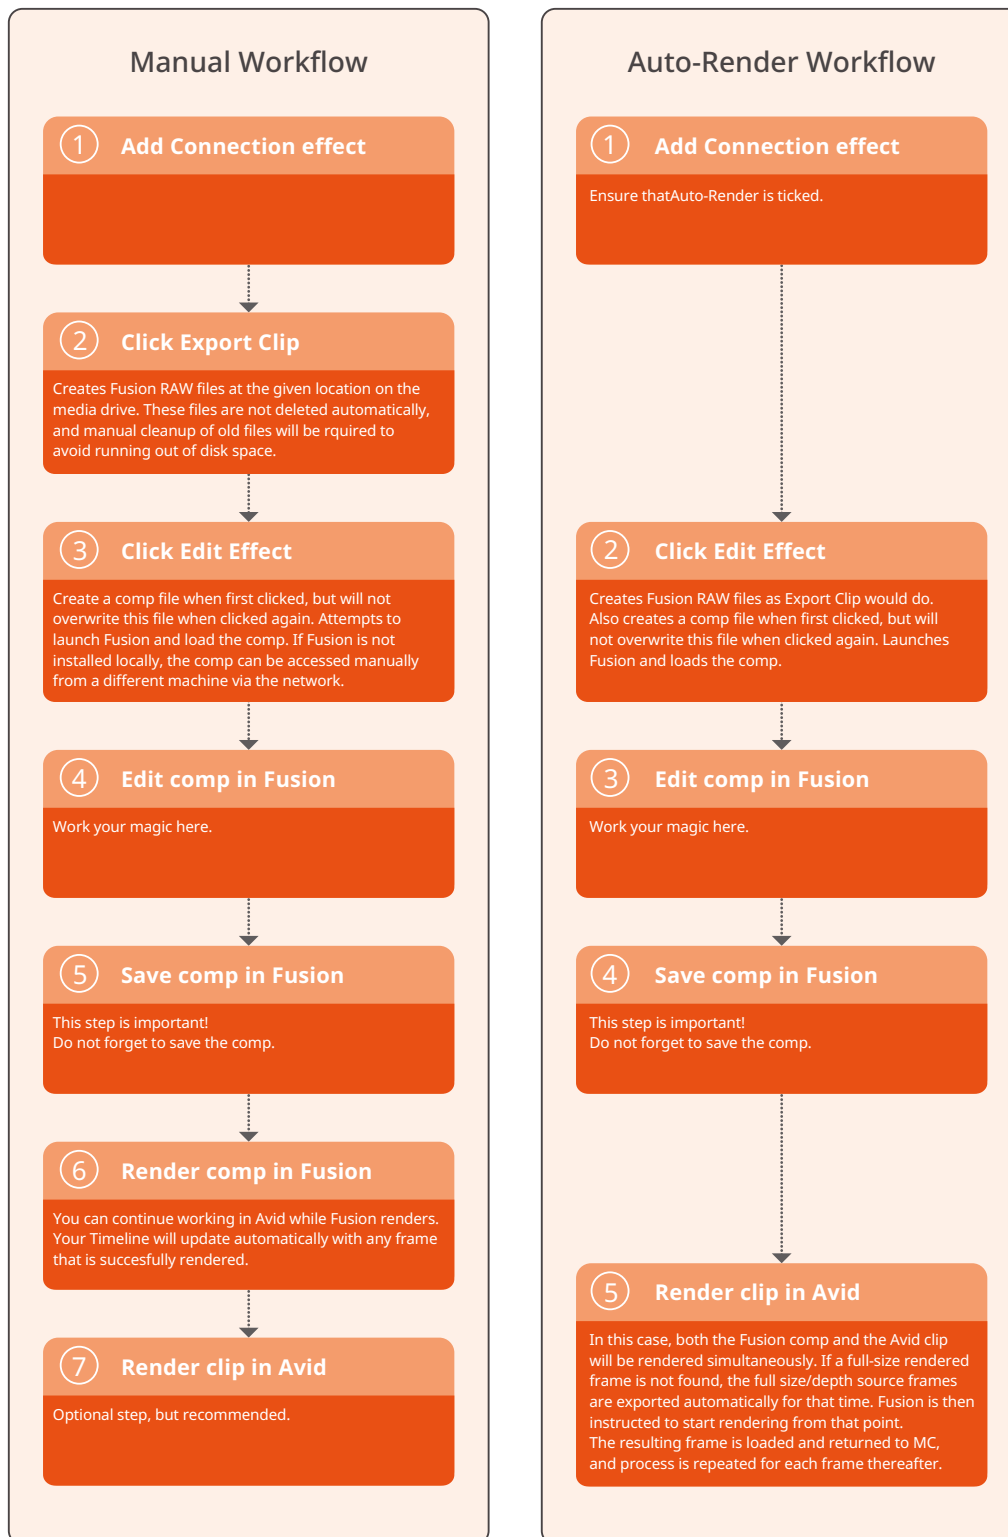 Manual Workflow
1 Add Connection effect
2 Click Export Clip
Creates Fusion RAW files at the given location on the
media drive. These files are not deleted automatically,
and manual cleanup of old files will be rquired to
avoid running out of disk space.
3 Click Edit Effect
Create a comp file when first clicked, but will not
overwrite this file when clicked again. Attempts to
launch Fusion and load the comp. If Fusion is not
installed locally, the comp can be accessed manually
from a different machine via the network.
4 Edit comp in Fusion
Work your magic here.
5 Save comp in Fusion
This step is important!
Do not forget to save the comp.
6 Render comp in Fusion
You can continue working in Avid while Fusion renders.
Your Timeline will update automatically with any frame
that is succesfully rendered.
7 Render clip in Avid
Optional step, but recommended.
Auto-Render Workflow
1 Add Connection effect
Ensure thatAuto-Render is ticked.
2 Click Edit Effect
Creates Fusion RAW files as Export Clip would do.
Also creates a comp file when first clicked, but will
not overwrite this file when clicked again. Launches
Fusion and loads the comp.
3 Edit comp in Fusion
Work your magic here.
4 Save comp in Fusion
This step is important!
Do not forget to save the comp.
5 Render clip in Avid
In this case, both the Fusion comp and the Avid clip
will be rendered simultaneously. If a full-size rendered
frame is not found, the full size/depth source frames
are exported automatically for that time. Fusion is then
instructed to start rendering from that point.
The resulting frame is loaded and returned to MC,
and process is repeated for each frame thereafter.